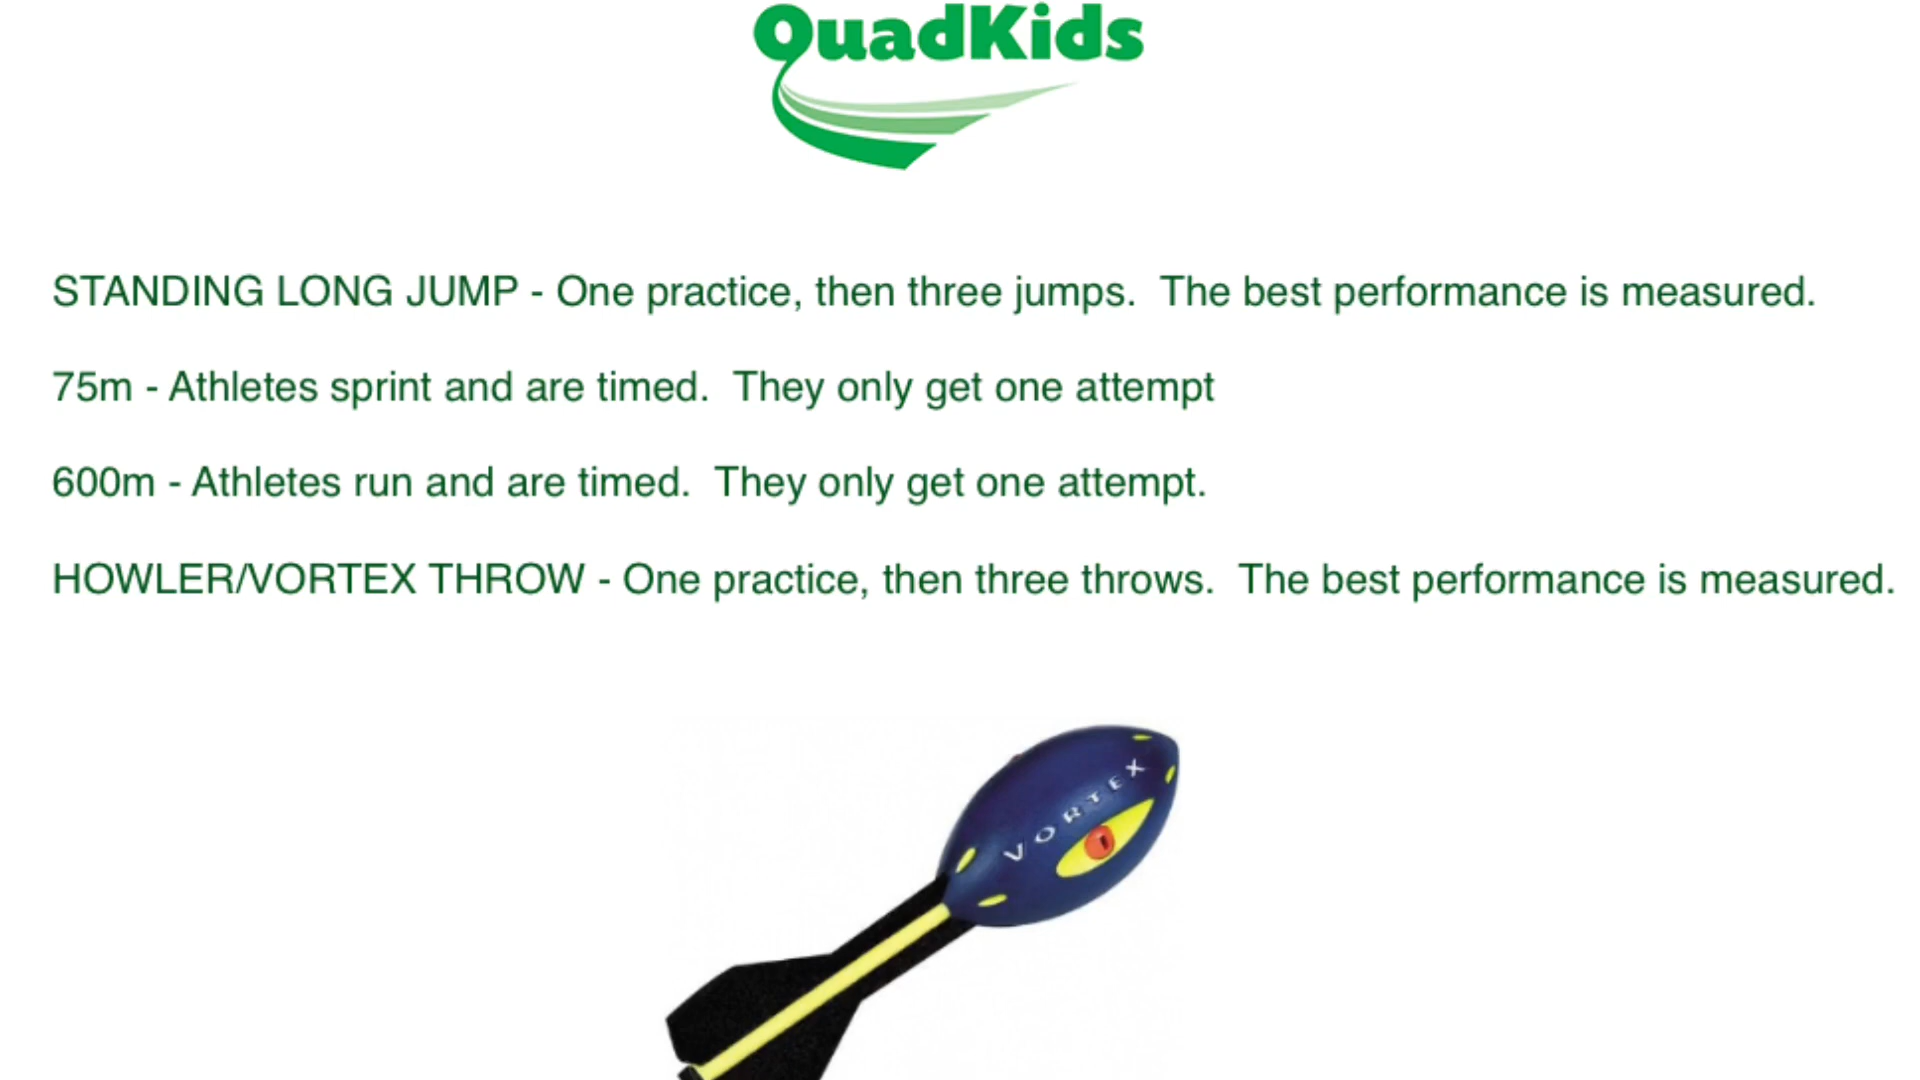 QuadKids
STANDING LONG JUMP - One practice, then three jumps.  The best performance is measured.
75m - Athletes sprint and are timed.  They only get one attempt
600m - Athletes run and are timed.  They only get one attempt.
HOWLER/VORTEX THROW - One practice, then three throws.  The best performance is measured.
VORTEX